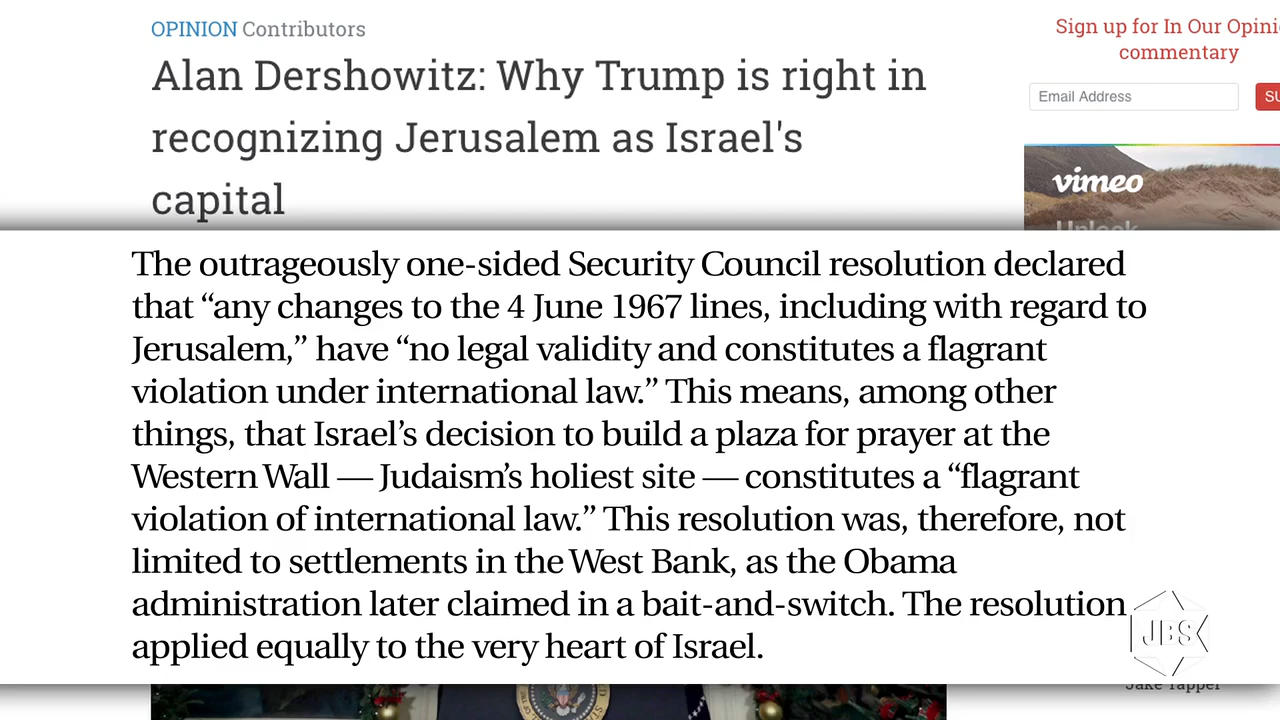 OPINION Contributors
Alan Dershowitz: Why Trump is right in
recognizing Jerusalem as Israel's
capital
Sign up for In Our Opini
commentary
Email Address
SU
vimeo
Unlock
The outrageously one-sided Security Council resolution declared
that “any changes to the 4 June 1967 lines, including with regard to
Jerusalem,” have “no legal validity and constitutes a flagrant
violation under international law.” This means, among other
things, that Israel’s decision to build a plaza for prayer at the
Western Wall — Judaism’s holiest site — constitutes a “flagrant
violation of international law.” This resolution was, therefore, not
limited to settlements in the West Bank, as the Obama
administration later claimed in a bait-and-switch. The resolution
applied equally to the very heart of Israel.
JBS
Jake Tapper